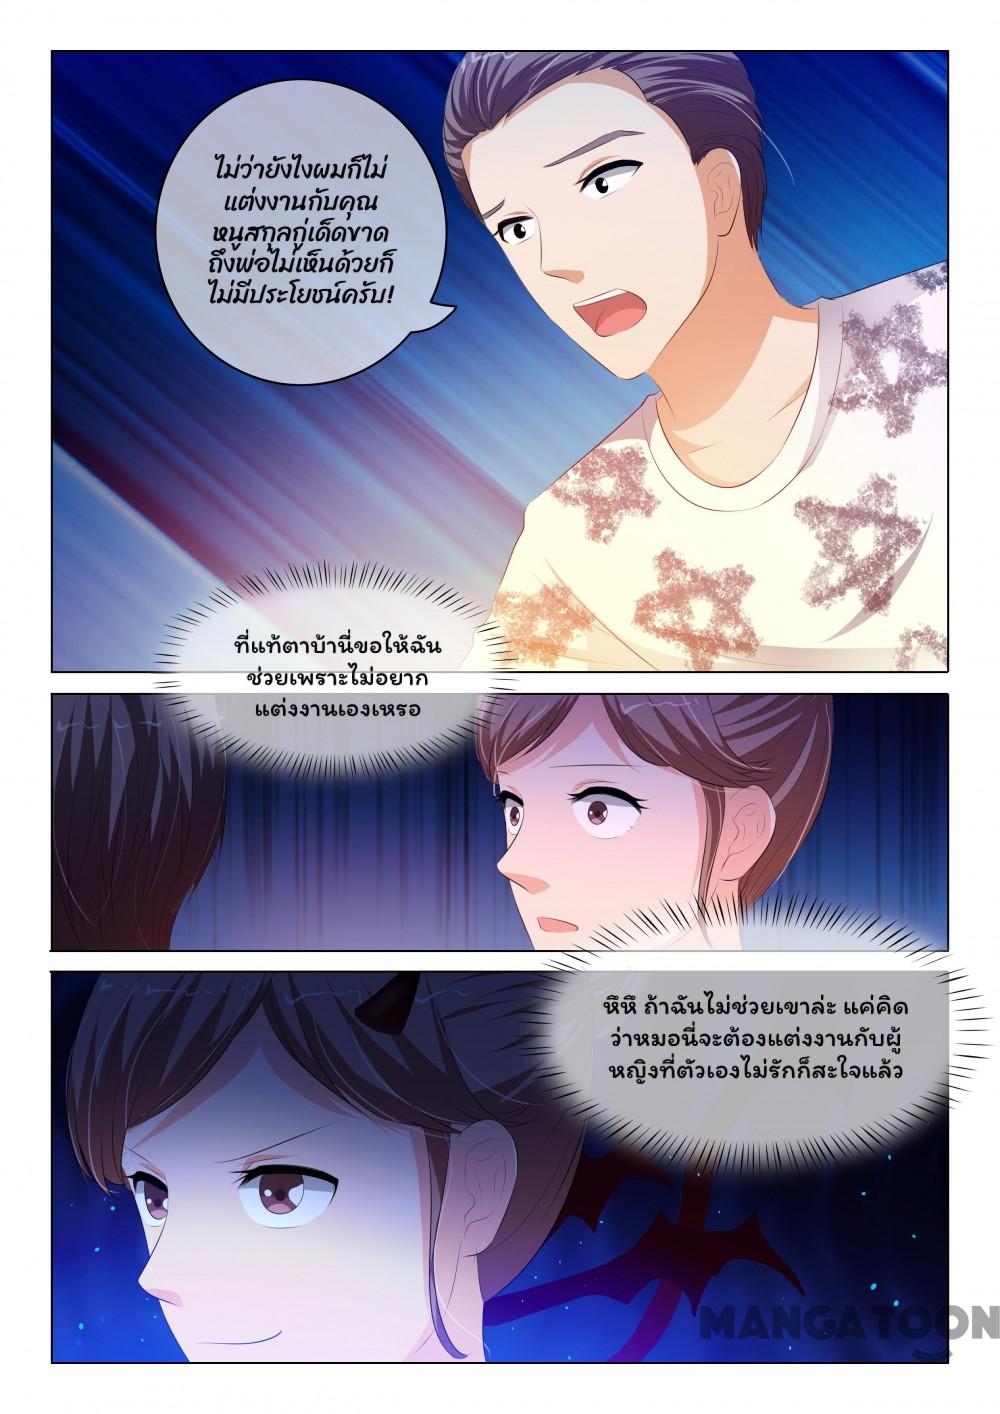 ไม่ว่ายังไงผมก็ไม่
แต่งงานกับคุณ
หนูสกุลกู่เด็ดขาด
ถึงพ่อไม่เห็นด้วยก็
ไม่มีประโยชน์ครับ!
ที่แท้ตาบ้านี่ขอให้ฉัน
ช่วยเพราะไม่อยาก
แต่งงานเองเหรอ
หึหึ ถ้าฉันไม่ช่วยเขาล่ะ แค่คิด
ว่าหมอนี่จะต้องแต่งงานกับผู้
หญิงที่ตัวเองไม่รักก็สะใจแล้ว
MANGATOON